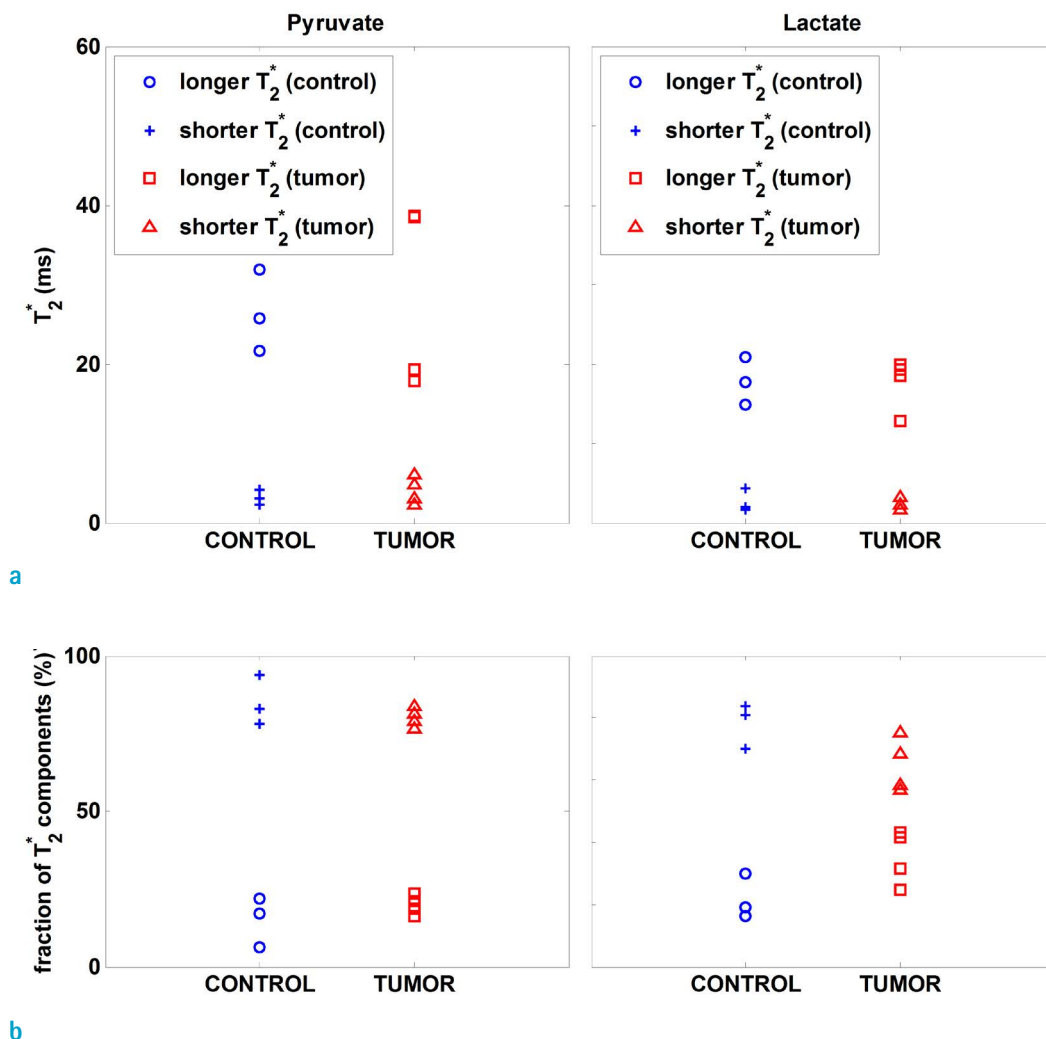 Pyruvate
Lactate
60
40
20
0
T2* (ms)
longer T2* (control)
shorter T2* (control)
longer T2* (tumor)
shorter T2* (tumor)
longer T2* (control)
shorter T2* (control)
longer T2* (tumor)
shorter T2* (tumor)
CONTROL TUMOR
CONTROL TUMOR
a
100
50
0
fraction of T2* components (%)
CONTROL TUMOR
CONTROL TUMOR
b